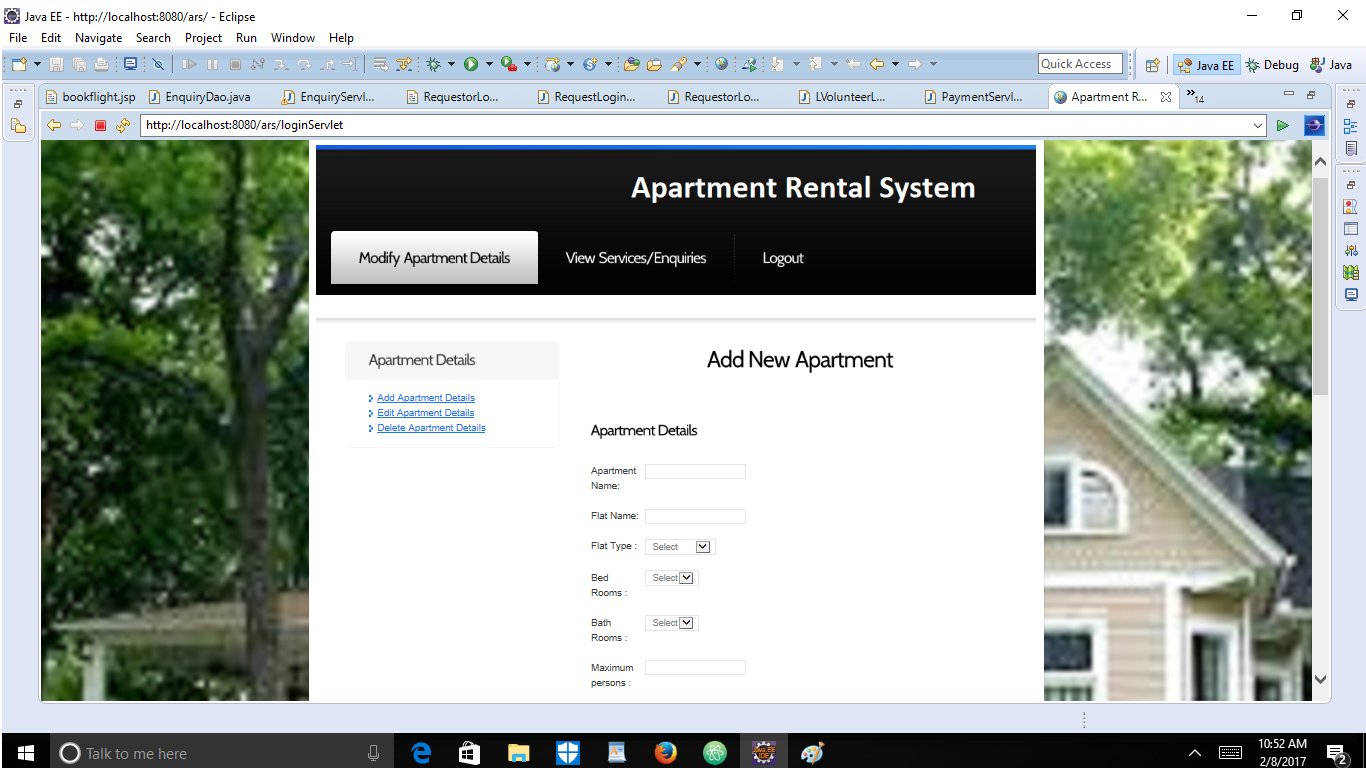 Java EE - http://localhost:8080/ars/ - Eclipse
File Edit Navigate Search Project Run Window Help
Quick Access Java EE Debug Java
bookflight.jsp EnquiryDao.java EnquiryServl... RequestorLo... RequestLogin... RequestorLo... LVolunteerL... PaymentServl... Apartment R... »14
http://localhost:8080/ars/loginServlet
Apartment Rental System
Modify Apartment Details View Services/Enquiries Logout
Apartment Details
Add Apartment Details
Edit Apartment Details
Delete Apartment Details
Add New Apartment
Apartment Details
Apartment
Name:
Flat Name:
Flat Type : Select
Bed Select
Rooms :
Bath Select
Rooms :
Maximum
persons :
Talk to me here
JAVA EE
IDE
10:52 AM
2/8/2017
2